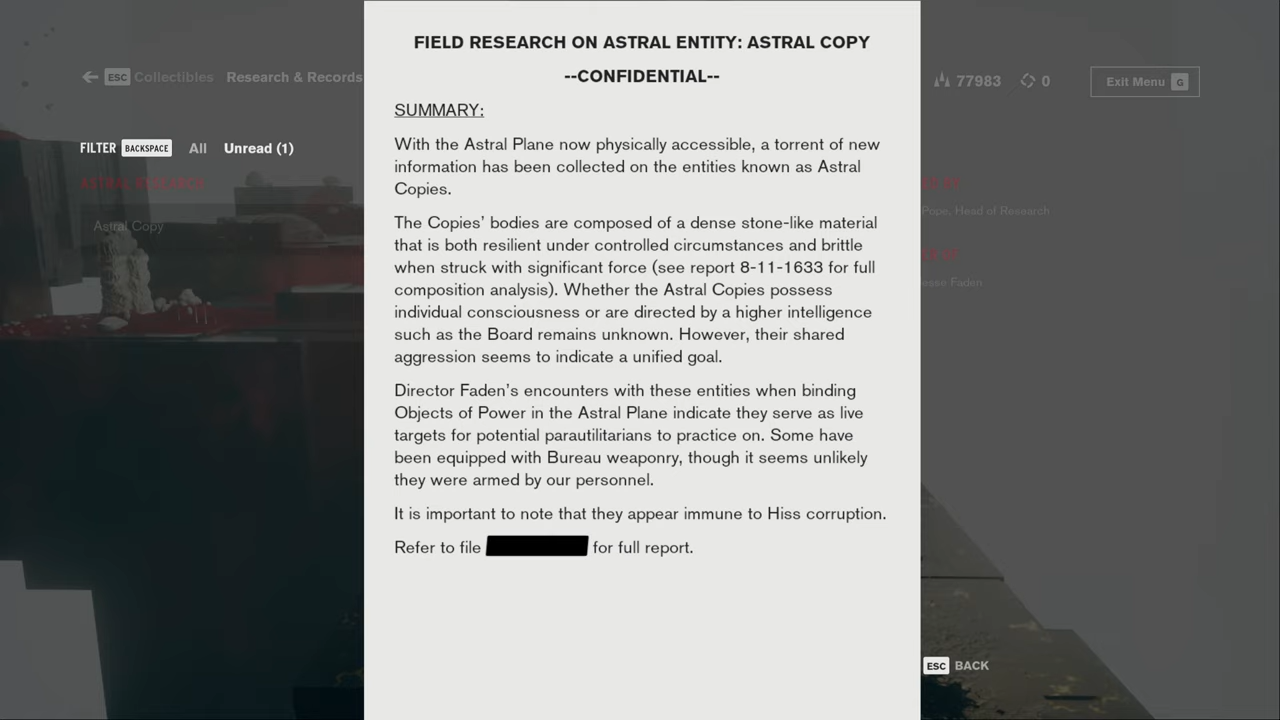 FIELD RESEARCH ON ASTRAL ENTITY: ASTRAL COPY
--CONFIDENTIAL--
ESC Collectibles Research & Records
77983 0 Exit Menu G
SUMMARY:
With the Astral Plane now physically accessible, a torrent of new
information has been collected on the entities known as Astral
Copies.
FILTER BACKSPACE All Unread (1)
ASTRAL RESEARCH
Astral Copy
The Copies’ bodies are composed of a dense stone-like material
that is both resilient under controlled circumstances and brittle
when struck with significant force (see report 8-11-1633 for full
composition analysis). Whether the Astral Copies possess
individual consciousness or are directed by a higher intelligence
such as the Board remains unknown. However, their shared
aggression seems to indicate a unified goal.
Pope, Head of Research
esse Faden
Director Faden’s encounters with these entities when binding
Objects of Power in the Astral Plane indicate they serve as live
targets for potential parautilitarians to practice on. Some have
been equipped with Bureau weaponry, though it seems unlikely
they were armed by our personnel.
It is important to note that they appear immune to Hiss corruption.
Refer to file for full report.
ESC BACK